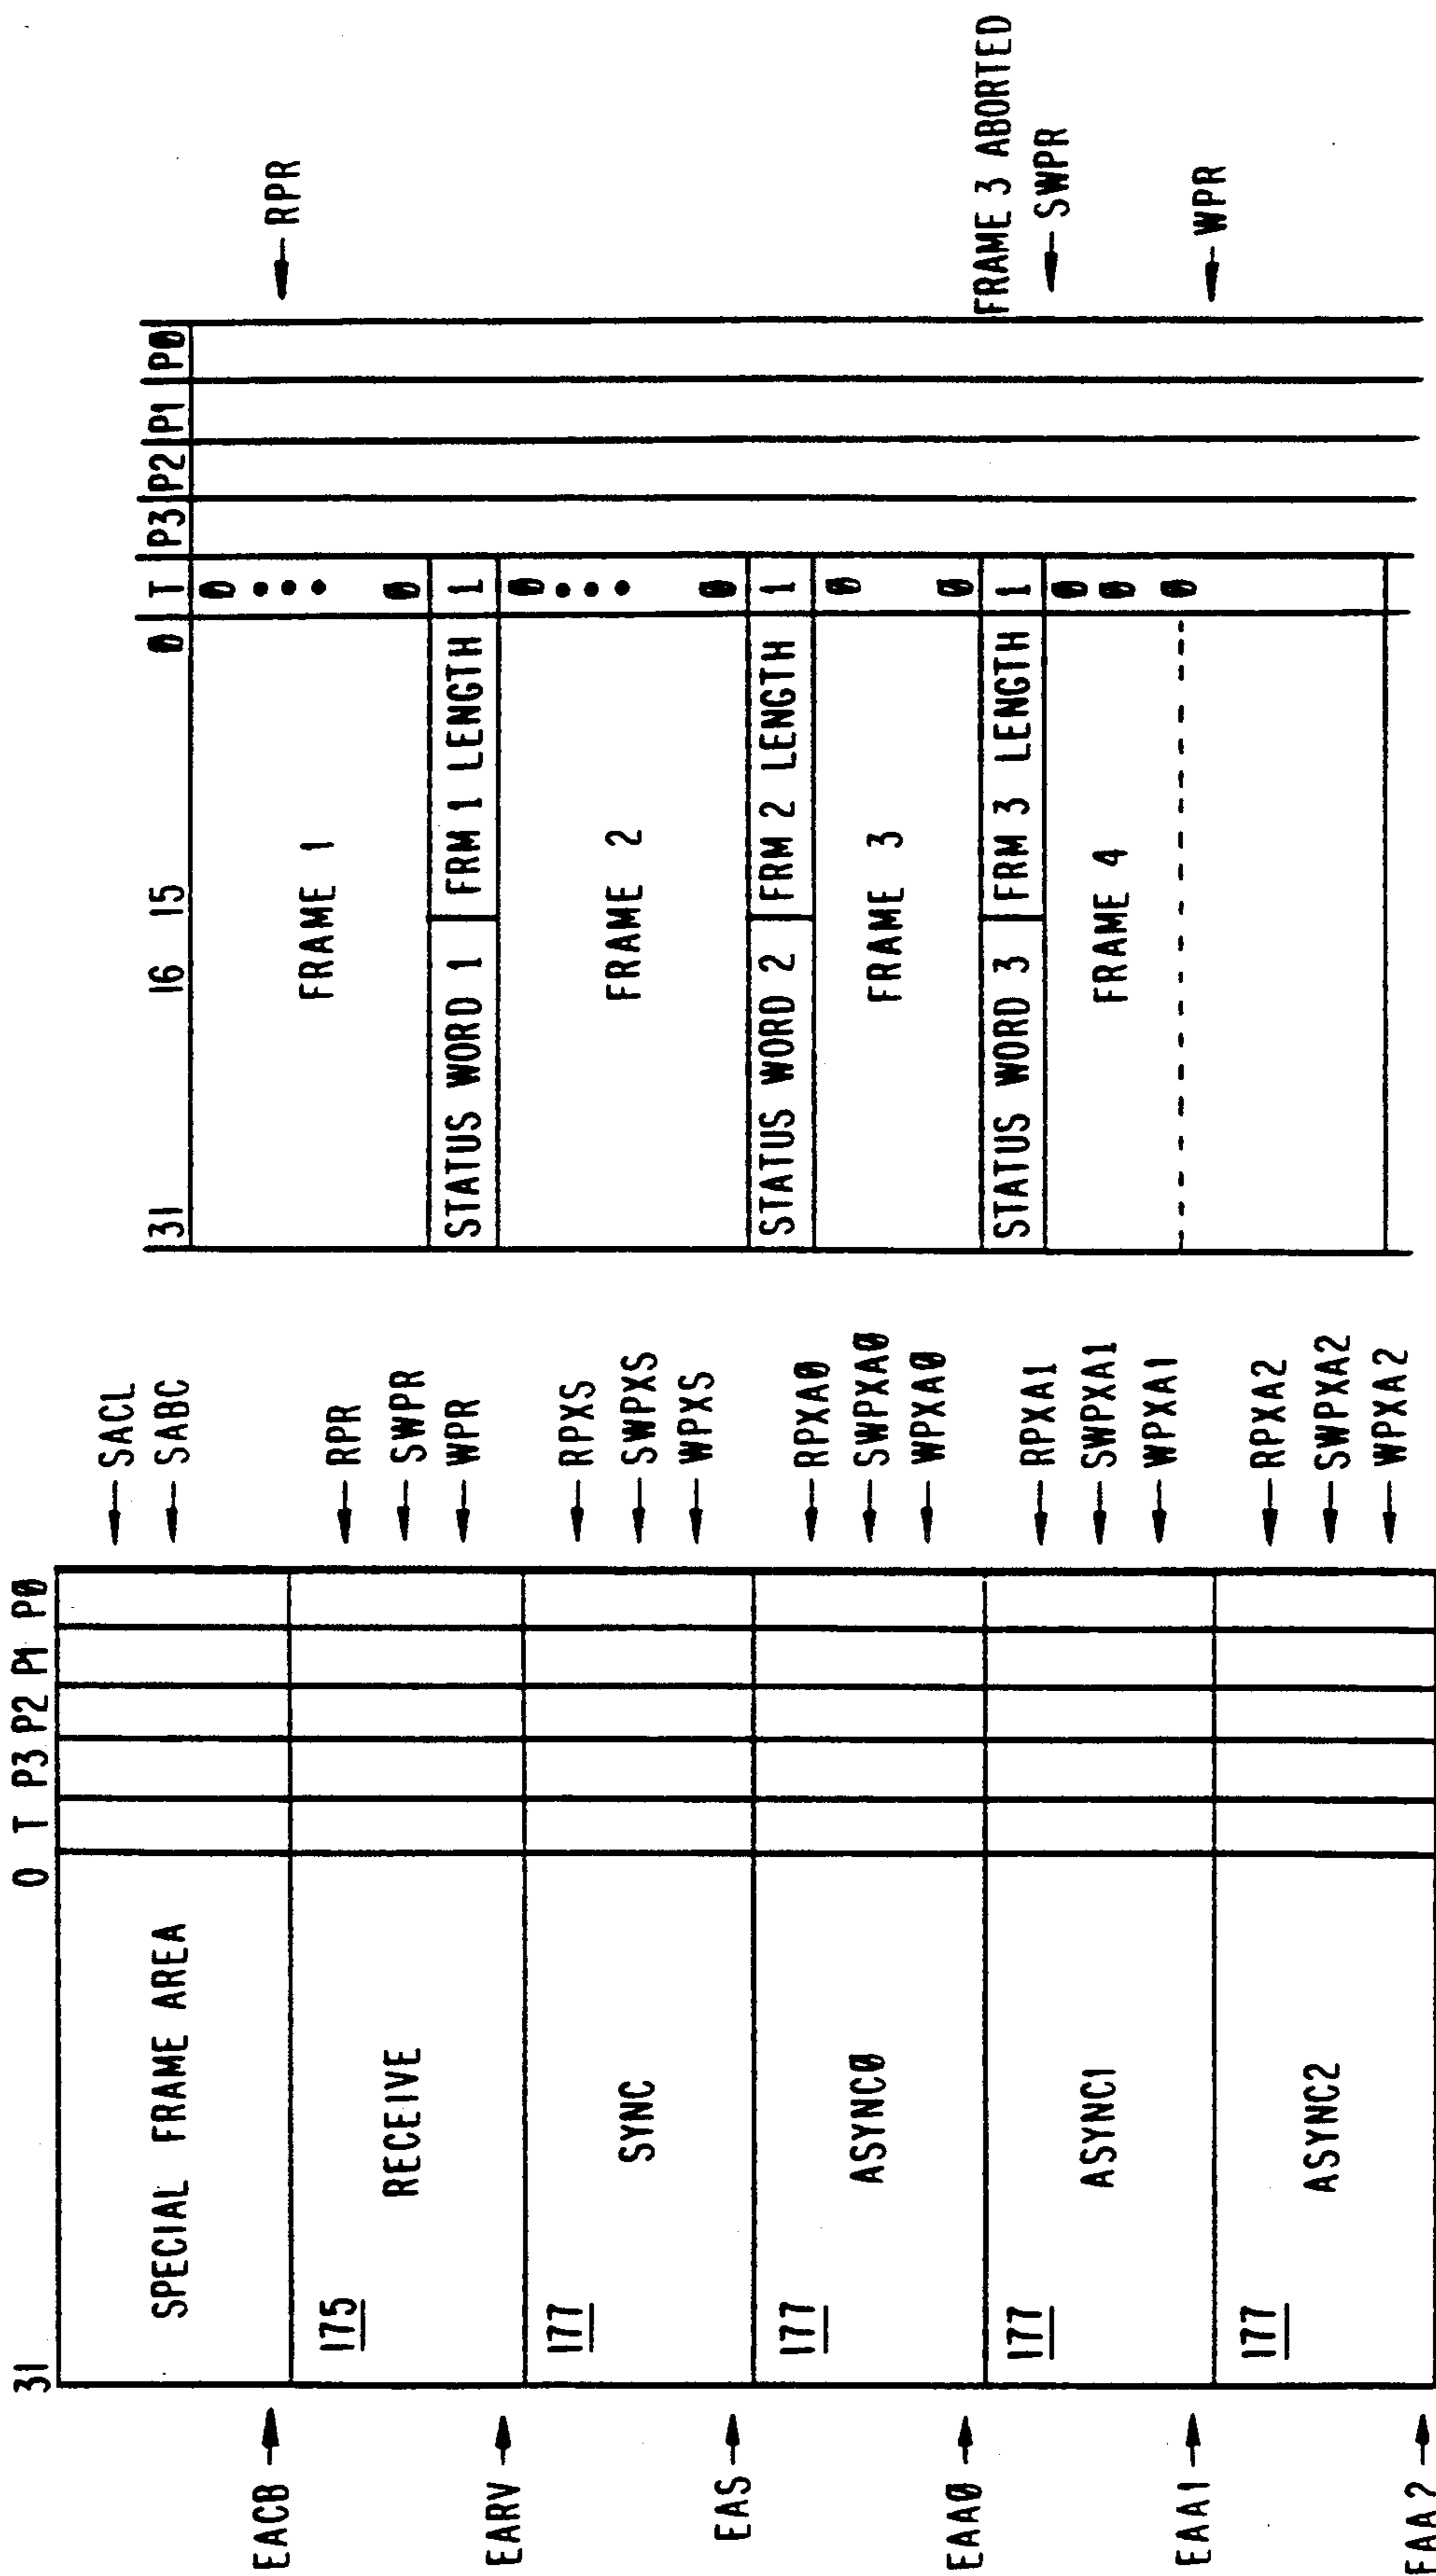 31 0 T P3 P2 P1 P0
SPECIAL FRAME AREA
← SACL
← SABC
EACB →
175
RECEIVE
← RPR
← SWPR
← WPR
EARV →
177
SYNC
← RPXS
← SWPXS
← WPXS
EAS →
177
ASYNC0
← RPXA0
← SWPXA0
← WPXA0
EAA0 →
177
ASYNC1
← RPXA1
← SWPXA1
← WPXA1
EAA1 →
177
ASYNC2
← RPXA2
← SWPXA2
← WPXA2
EAA2 →
31 16 15 0 T P3 P2 P1 P0
0
FRAME 1
← RPR
0
STATUS WORD 1 FRM 1 LENGTH 1
0
FRAME 2
0
STATUS WORD 2 FRM 2 LENGTH 1
0
FRAME 3
0
STATUS WORD 3 FRM 3 LENGTH 1
FRAME 3 ABORTED
← SWPR
0
FRAME 4
0
0
← WPR